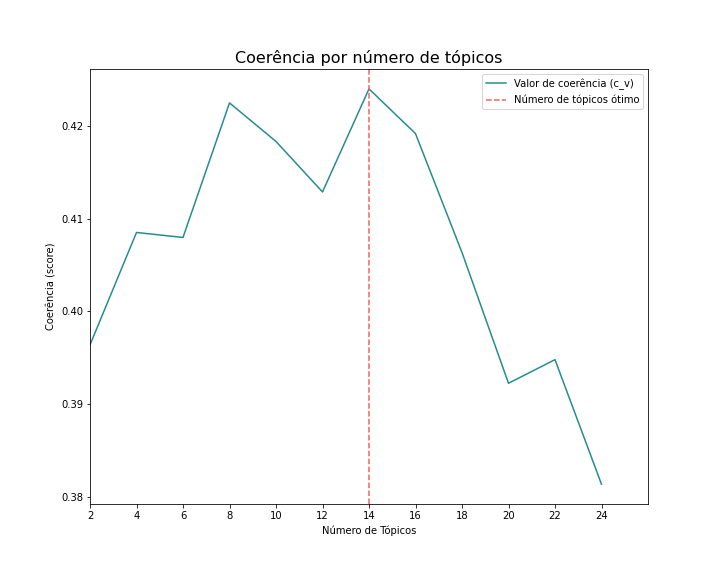 Coerência por número de tópicos
Valor de coerência (c_v)
Número de tópicos ótimo
0.42
0.41
0.40
0.39
0.38
Coerência (score)
2 4 6 8 10 12 14 16 18 20 22 24
Número de Tópicos